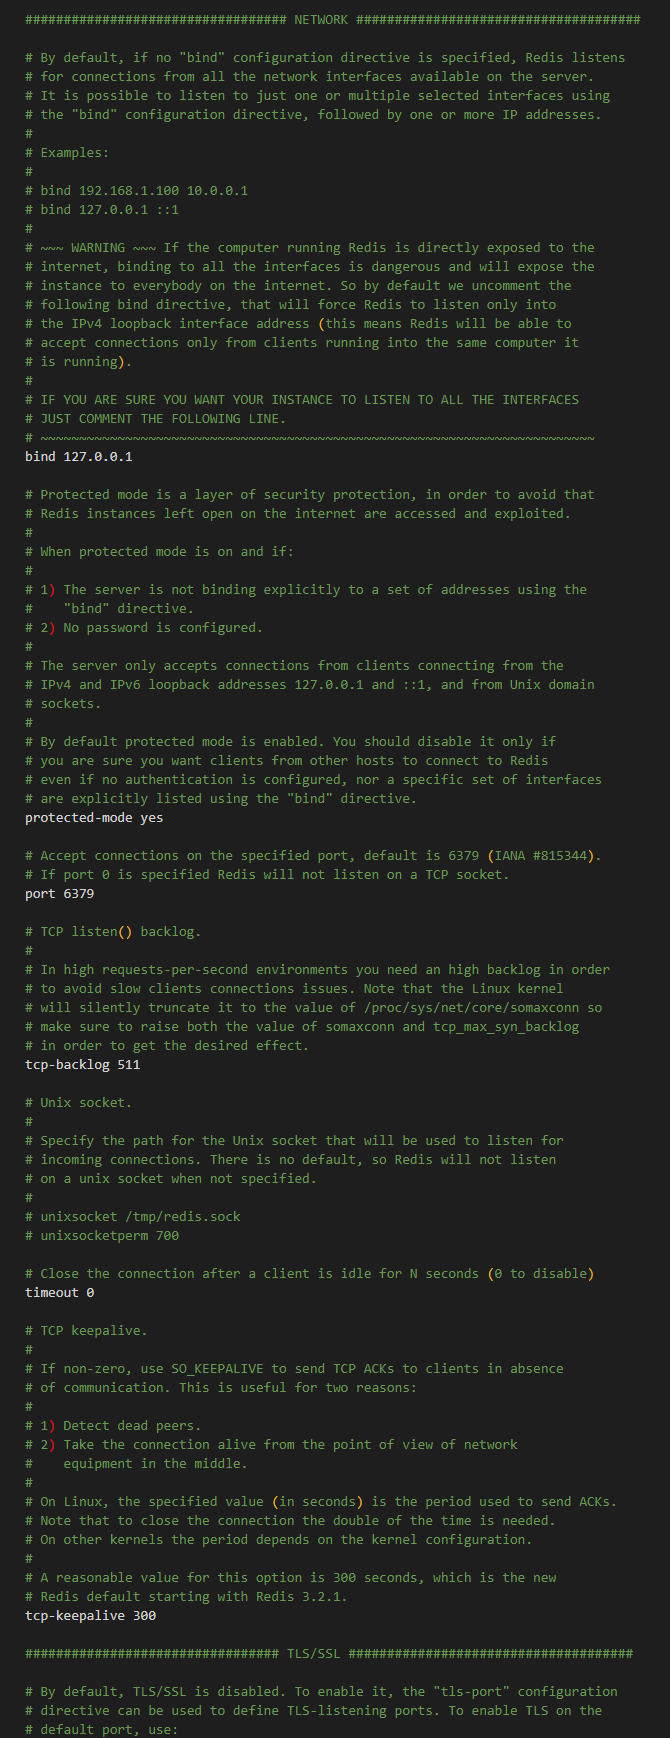 ################################## NETWORK #####################################

# By default, if no "bind" configuration directive is specified, Redis listens
# for connections from all the network interfaces available on the server.
# It is possible to listen to just one or multiple selected interfaces using
# the "bind" configuration directive, followed by one or more IP addresses.
#
# Examples:
#
# bind 192.168.1.100 10.0.0.1
# bind 127.0.0.1 ::1
#
# ~~~ WARNING ~~~ If the computer running Redis is directly exposed to the
# internet, binding to all the interfaces is dangerous and will expose the
# instance to everybody on the internet. So by default we uncomment the
# following bind directive, that will force Redis to listen only into
# the IPv4 loopback interface address (this means Redis will be able to
# accept connections only from clients running into the same computer it
# is running).
#
# IF YOU ARE SURE YOU WANT YOUR INSTANCE TO LISTEN TO ALL THE INTERFACES
# JUST COMMENT THE FOLLOWING LINE.
# ~~~~~~~~~~~~~~~~~~~~~~~~~~~~~~~~~~~~~~~~~~~~~~~~~~~~~~~~~~~~~~~~~~~~~~~~
bind 127.0.0.1

# Protected mode is a layer of security protection, in order to avoid that
# Redis instances left open on the internet are accessed and exploited.
#
# When protected mode is on and if:
#
# 1) The server is not binding explicitly to a set of addresses using the
#    "bind" directive.
# 2) No password is configured.
#
# The server only accepts connections from clients connecting from the
# IPv4 and IPv6 loopback addresses 127.0.0.1 and ::1, and from Unix domain
# sockets.
#
# By default protected mode is enabled. You should disable it only if
# you are sure you want clients from other hosts to connect to Redis
# even if no authentication is configured, nor a specific set of interfaces
# are explicitly listed using the "bind" directive.
protected-mode yes

# Accept connections on the specified port, default is 6379 (IANA #815344).
# If port 0 is specified Redis will not listen on a TCP socket.
port 6379

# TCP listen() backlog.
#
# In high requests-per-second environments you need an high backlog in order
# to avoid slow clients connections issues. Note that the Linux kernel
# will silently truncate it to the value of /proc/sys/net/core/somaxconn so
# make sure to raise both the value of somaxconn and tcp_max_syn_backlog
# in order to get the desired effect.
tcp-backlog 511

# Unix socket.
#
# Specify the path for the Unix socket that will be used to listen for
# incoming connections. There is no default, so Redis will not listen
# on a unix socket when not specified.
#
# unixsocket /tmp/redis.sock
# unixsocketperm 700

# Close the connection after a client is idle for N seconds (0 to disable)
timeout 0

# TCP keepalive.
#
# If non-zero, use SO_KEEPALIVE to send TCP ACKs to clients in absence
# of communication. This is useful for two reasons:
#
# 1) Detect dead peers.
# 2) Take the connection alive from the point of view of network
#    equipment in the middle.
#
# On Linux, the specified value (in seconds) is the period used to send ACKs.
# Note that to close the connection the double of the time is needed.
# On other kernels the period depends on the kernel configuration.
#
# A reasonable value for this option is 300 seconds, which is the new
# Redis default starting with Redis 3.2.1.
tcp-keepalive 300

################################# TLS/SSL #####################################

# By default, TLS/SSL is disabled. To enable it, the "tls-port" configuration
# directive can be used to define TLS-listening ports. To enable TLS on the
# default port, use: